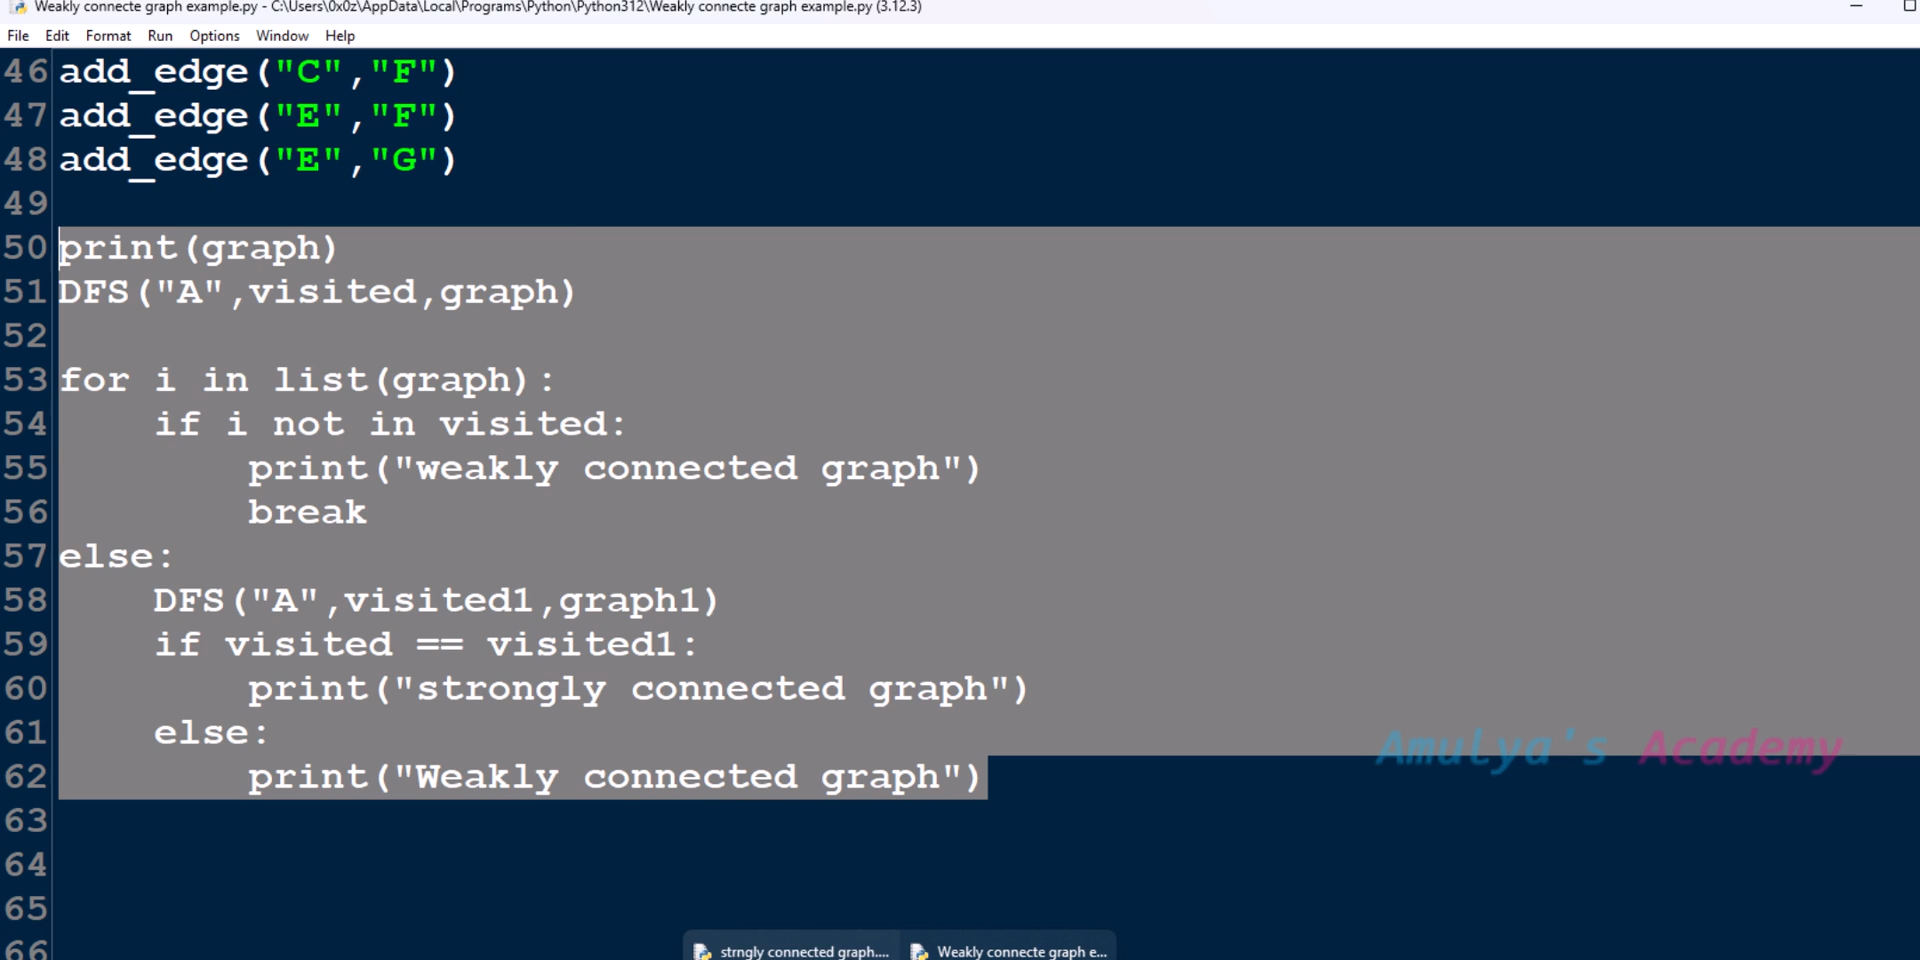 Weakly connecte graph example.py - C:\Users\0x0z\AppData\Local\Programs\Python\Python312\Weakly connecte graph example.py (3.12.3)
File Edit Format Run Options Window Help
46 add_edge("C","F")
47 add_edge("E","F")
48 add_edge("E","G")
49
50 print(graph)
51 DFS("A",visited,graph)
52
53 for i in list(graph):
54     if i not in visited:
55         print("weakly connected graph")
56         break
57 else:
58     DFS("A",visited1,graph1)
59     if visited == visited1:
60         print("strongly connected graph")
61     else:
62         print("Weakly connected graph")
63
64
65
66
Amulya's Academy
strngly connected graph.... Weakly connecte graph e...